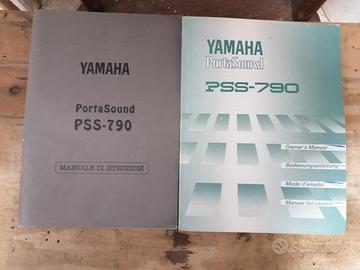 YAMAHA
PortaSound
PSS-790
MANUALE DI ISTRUZIONI
YAMAHA
PortaSound
PSS-790
Owner's Manual
Bedienungsanleitung
Mode d'emploi
Manual del usuario
subito